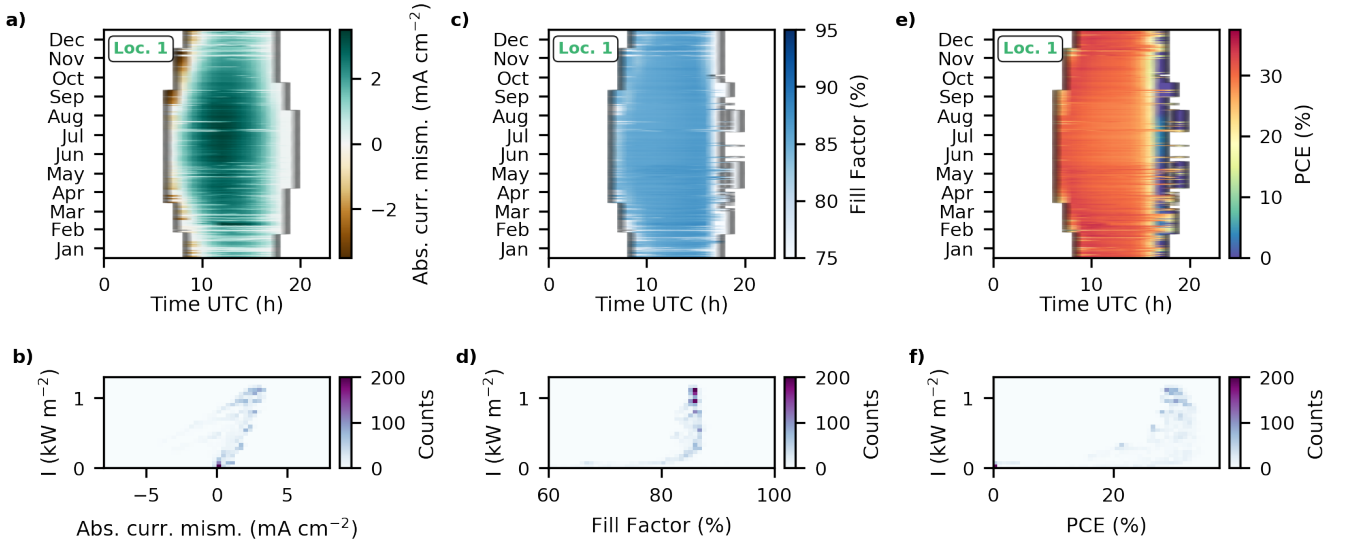 a)
Loc. 1
Dec
Nov
Oct
Sep
Aug
Jul
Jun
May
Apr
Mar
Feb
Jan
0 10 20
Time UTC (h)
2
0
−2
Abs. curr. mism. (mA cm⁻²)
c)
Loc. 1
Dec
Nov
Oct
Sep
Aug
Jul
Jun
May
Apr
Mar
Feb
Jan
0 10 20
Time UTC (h)
95
90
85
80
75
Fill Factor (%)
e)
Loc. 1
Dec
Nov
Oct
Sep
Aug
Jul
Jun
May
Apr
Mar
Feb
Jan
0 10 20
Time UTC (h)
30
20
10
0
PCE (%)
b)
I (kW m⁻²)
1
0
−5 0 5
Abs. curr. mism. (mA cm⁻²)
200
100
0
Counts
d)
I (kW m⁻²)
1
0
60 80 100
Fill Factor (%)
200
100
0
Counts
f)
I (kW m⁻²)
1
0
0 20
PCE (%)
200
100
0
Counts